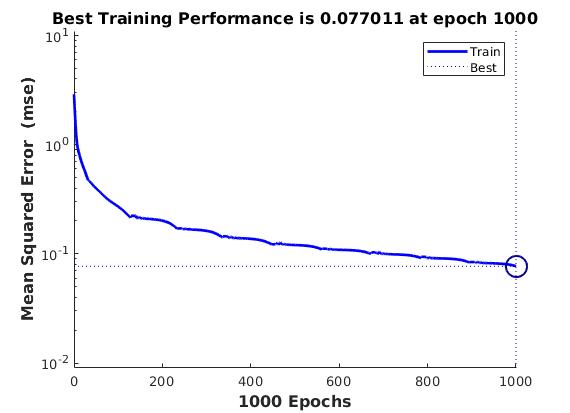 Best Training Performance is 0.077011 at epoch 1000
10^1
Train
Best
10^0
10^-1
10^-2
Mean Squared Error (mse)
0 200 400 600 800 1000
1000 Epochs